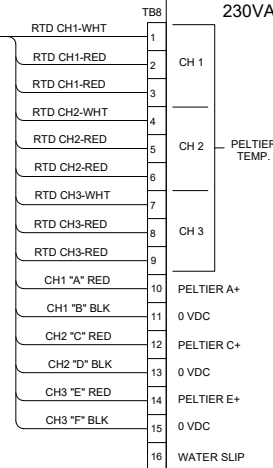 TB8
230VA
RTD CH1-WHT
1
RTD CH1-RED
2
CH 1
RTD CH1-RED
3
RTD CH2-WHT
4
RTD CH2-RED
5
CH 2
PELTIER
TEMP.
RTD CH2-RED
6
RTD CH3-WHT
7
RTD CH3-RED
8
CH 3
RTD CH3-RED
9
CH1 "A" RED
10
PELTIER A+
CH1 "B" BLK
11
0 VDC
CH2 "C" RED
12
PELTIER C+
CH2 "D" BLK
13
0 VDC
CH3 "E" RED
14
PELTIER E+
CH3 "F" BLK
15
0 VDC
16
WATER SLIP